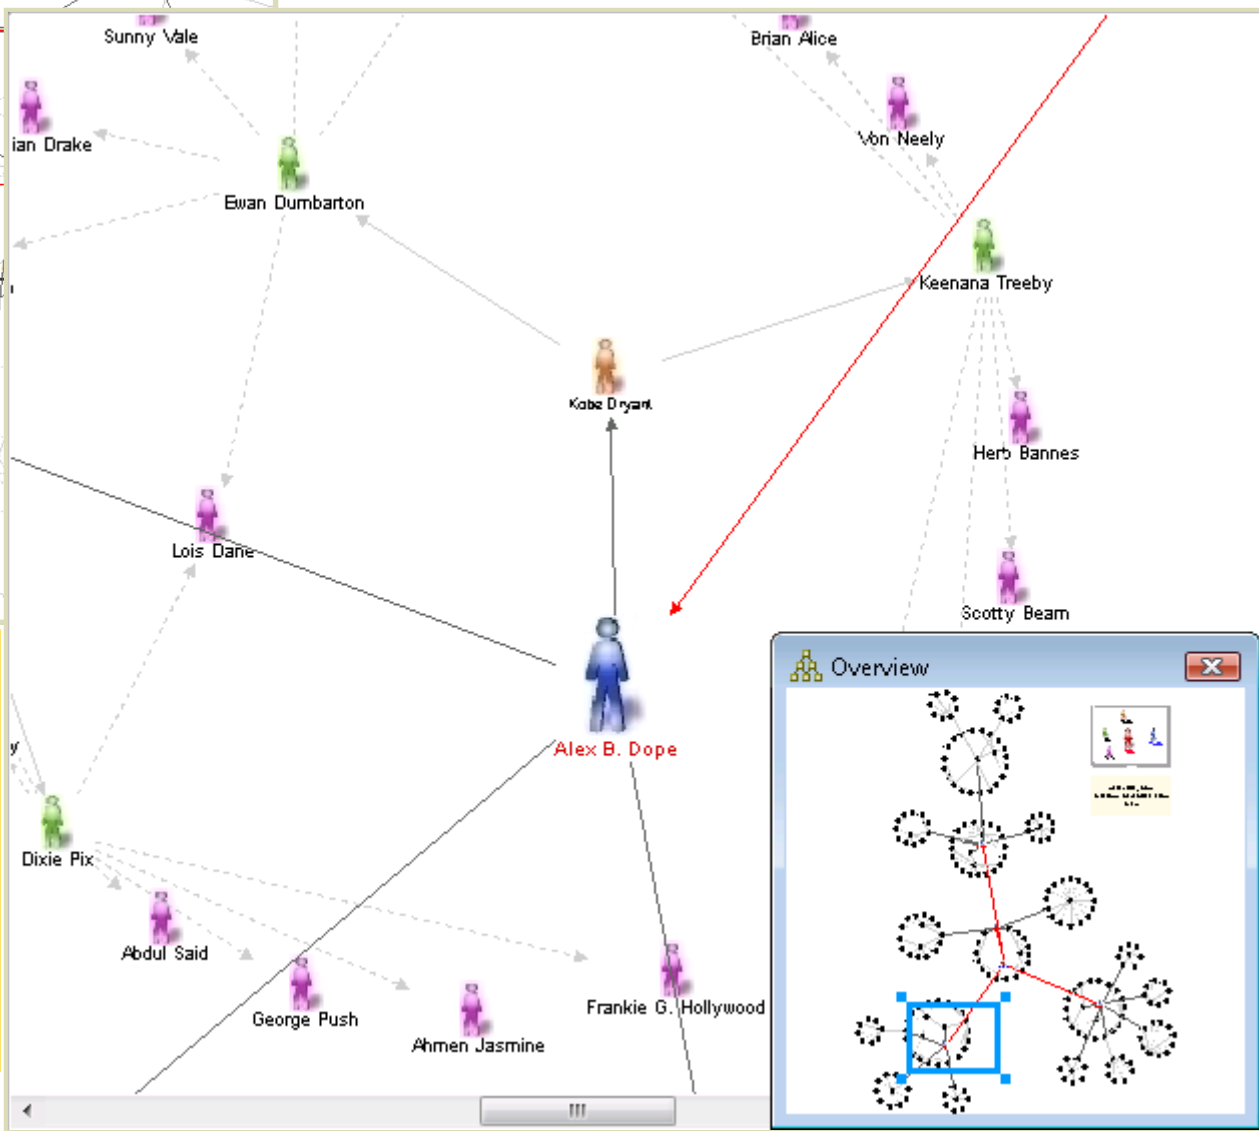 Sunny Vale
Brian Alice
ian Drake
Von Neely
Ewan Dumbarton
Keenana Treeby
Kobe Dryant
Herb Bannes
Lois Dane
Scotty Beam
Overview
Alex B. Dope
Dixie Pix
Abdul Said
George Push
Frankie G. Hollywood
Ahmen Jasmine